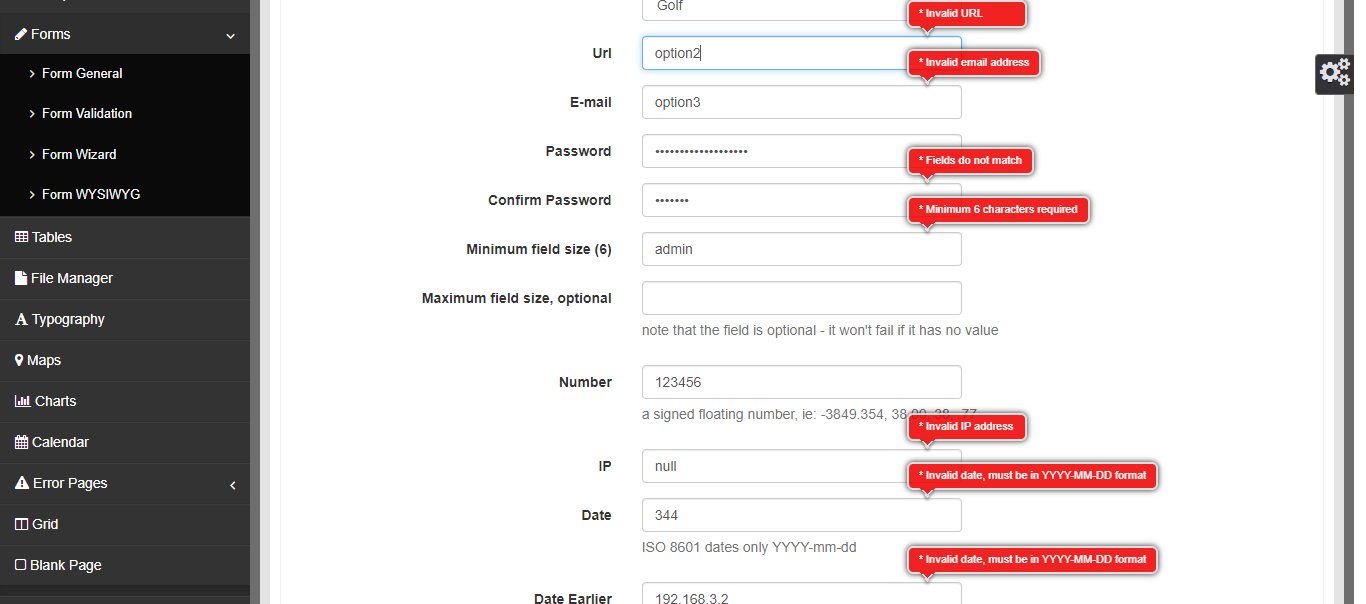 Forms
Form General
Form Validation
Form Wizard
Form WYSIWYG
Tables
File Manager
Typography
Maps
Charts
Calendar
Error Pages
Grid
Blank Page
Golf
* Invalid URL
Url
option2
* Invalid email address
E-mail
option3
Password
•••••••••••••••••••
* Fields do not match
Confirm Password
•••••••
* Minimum 6 characters required
Minimum field size (6)
admin
Maximum field size, optional
note that the field is optional - it won't fail if it has no value
Number
123456
a signed floating number, ie: -3849.354, 38.00, 38, .77
* Invalid IP address
IP
null
* Invalid date, must be in YYYY-MM-DD format
Date
344
ISO 8601 dates only YYYY-mm-dd
* Invalid date, must be in YYYY-MM-DD format
Date Earlier
192.168.3.2